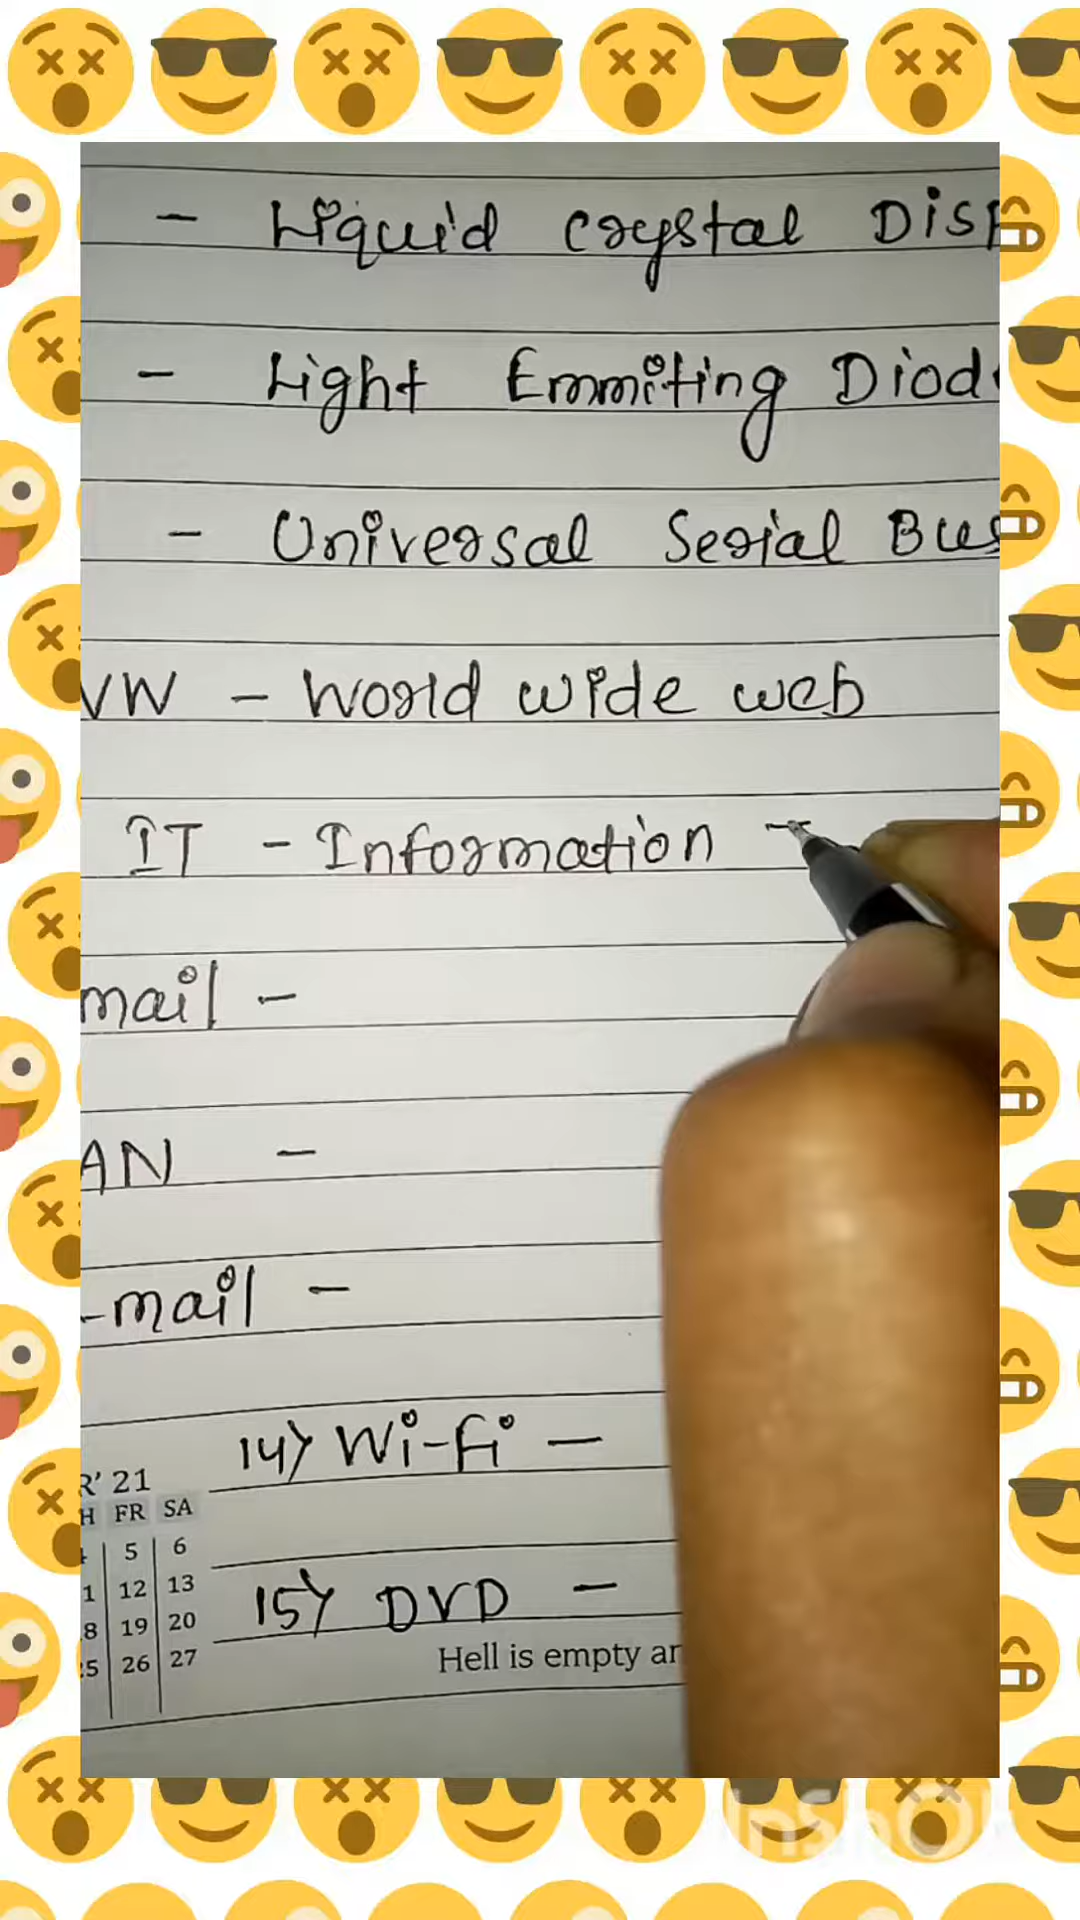 - Liquid crystal Disp
- Light Emmiting Diod
- Universal Serial Bus
VW - World wide web
IT - Information
mail -
AN -
-mail -
14) Wi-Fi -
R' 21
H FR SA
5 6
1 12 13
8 19 20
5 26 27
15) DVD -
Hell is empty ar
InShO